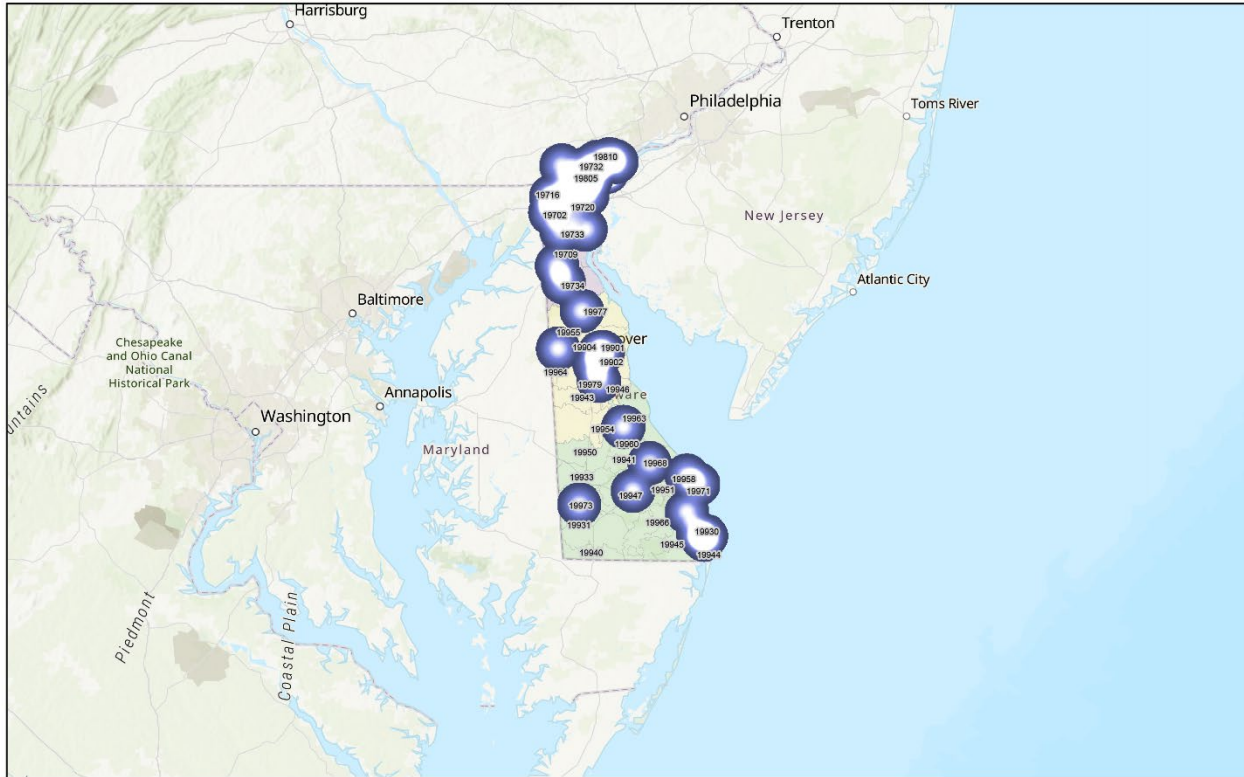 Harrisburg
Trenton
Philadelphia
Toms River
19810
19732
19805
19716
19720
19702
New Jersey
19733
19709
Atlantic City
19734
Baltimore
19977
19955
Chesapeake
and Ohio Canal
National
Historical Park
19904
19901
over
19902
19964
19979
19946
Annapolis
19943
ware
untains
Washington
19963
19954
19960
Maryland
19950
19941
19968
19933
19958
19951
19971
19947
19973
19931
19966
19930
19945
19944
19940
Piedmont
Coastal Plain